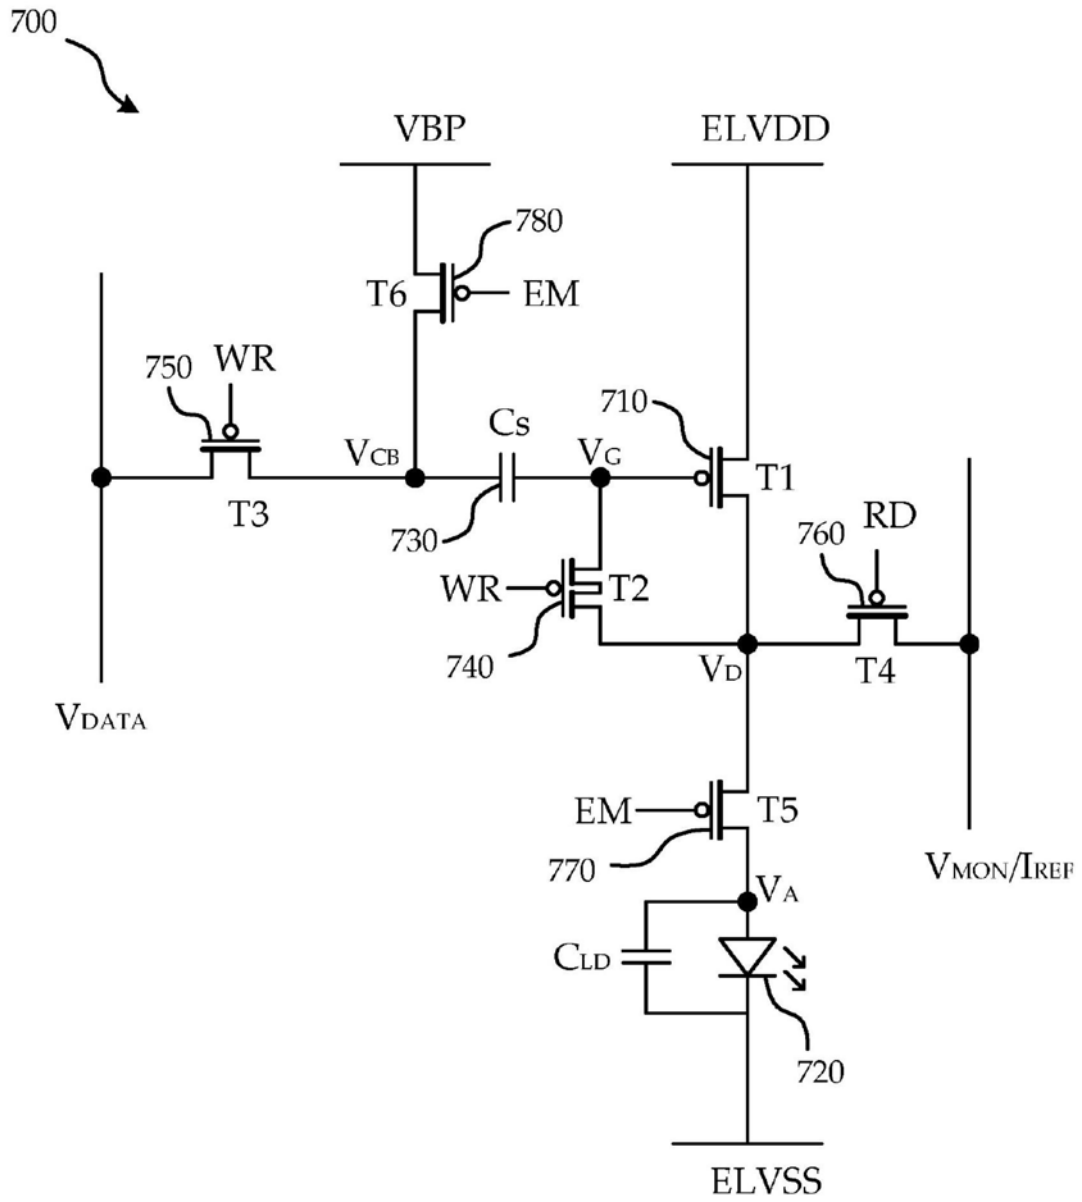 700
VBP
ELVDD
780
T6
EM
750
WR
710
VCB
Cs
VG
T1
T3
730
760
RD
WR
T2
740
VD
T4
VDATA
EM
T5
770
VMON/IREF
VA
CLD
720
ELVSS